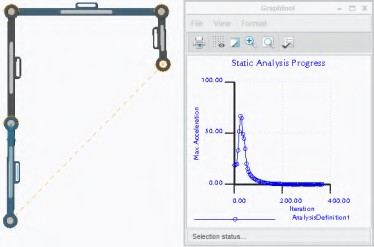 Graphtool
File View Format
Static Analysis Progress
Max Acceleration
100.00
50.00
0.00
0.00 200.00 400.00
Iteration
AnalysisDefinition1
Selection status...